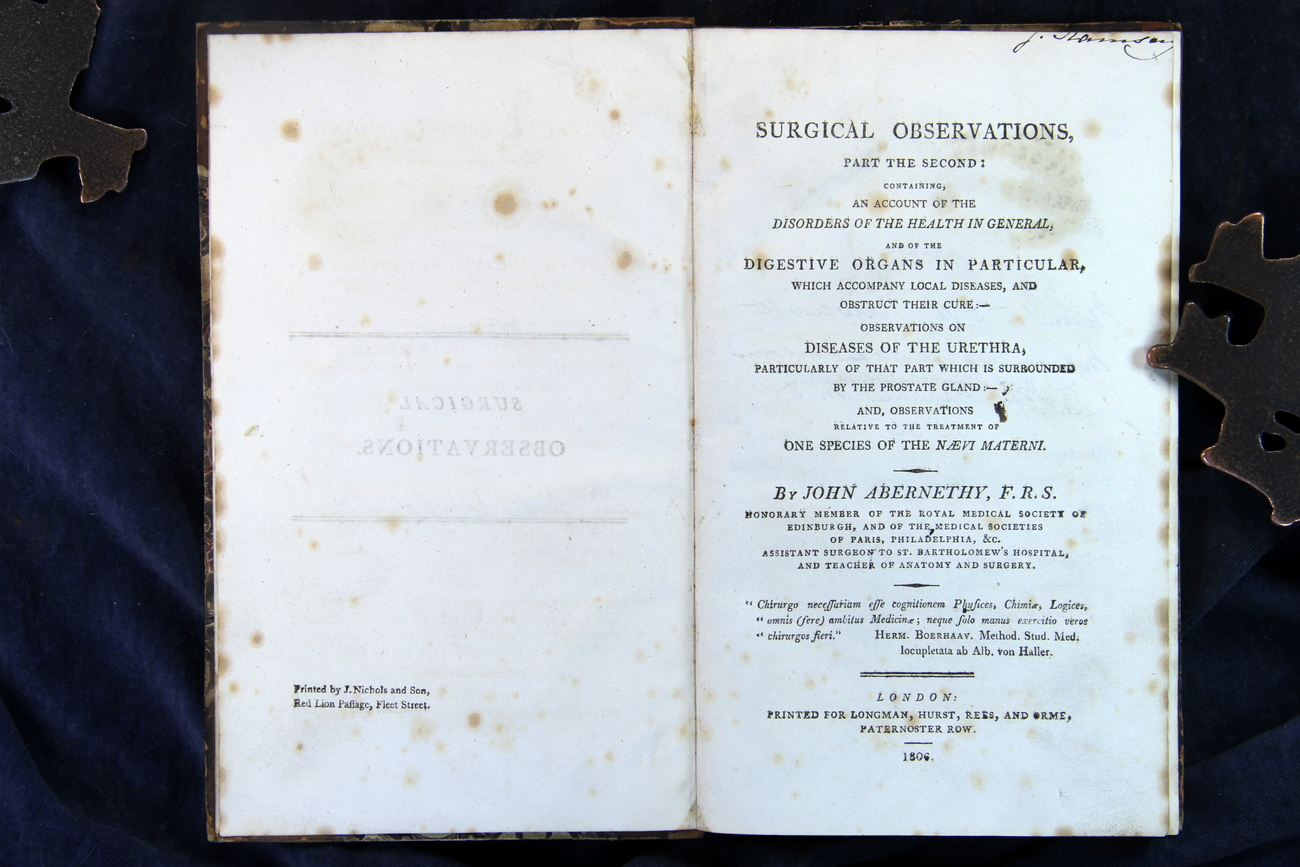 SURGICAL
OBSERVATIONS.
Printed by J. Nichols and Son,
Red Lion Paſſage, Fleet Street.
J. Ramsay
SURGICAL OBSERVATIONS,
PART THE SECOND:
CONTAINING,
AN ACCOUNT OF THE
DISORDERS OF THE HEALTH IN GENERAL,
AND OF THE
DIGESTIVE ORGANS IN PARTICULAR,
WHICH ACCOMPANY LOCAL DISEASES, AND
OBSTRUCT THEIR CURE:—
OBSERVATIONS ON
DISEASES OF THE URETHRA,
PARTICULARLY OF THAT PART WHICH IS SURROUNDED
BY THE PROSTATE GLAND:—
AND, OBSERVATIONS
RELATIVE TO THE TREATMENT OF
ONE SPECIES OF THE NÆVI MATERNI.
By JOHN ABERNETHY, F. R. S.
HONORARY MEMBER OF THE ROYAL MEDICAL SOCIETY OF
EDINBURGH, AND OF THE MEDICAL SOCIETIES
OF PARIS, PHILADELPHIA, &c.
ASSISTANT SURGEON TO ST. BARTHOLOMEW'S HOSPITAL,
AND TEACHER OF ANATOMY AND SURGERY.
“ Chirurgo neceſſariam eſſe cognitionem Phyſices, Chimiæ, Logices,
“ omnis (fere) ambitus Medicinæ; neque ſolo manus exercitio veros
“ chirurgos fieri.” HERM. BOERHAAV. Method. Stud. Med.
locupletata ab Alb. von Haller.
LONDON:
PRINTED FOR LONGMAN, HURST, REES, AND ORME,
PATERNOSTER ROW.
1806.